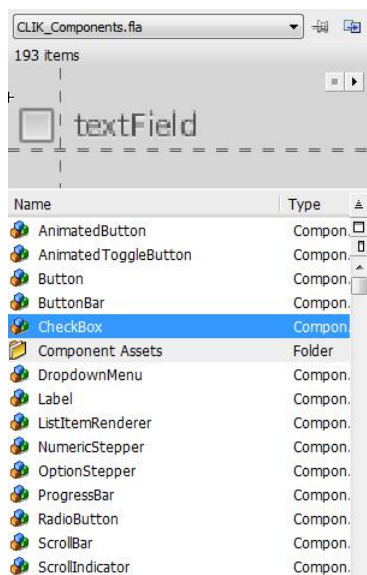 CLIK_Components.fla
193 items
textField
Name Type
AnimatedButton Compon.
AnimatedToggleButton Compon.
Button Compon.
ButtonBar Compon.
CheckBox Compon.
Component Assets Folder
DropdownMenu Compon.
Label Compon.
ListItemRenderer Compon.
NumericStepper Compon.
OptionStepper Compon.
ProgressBar Compon.
RadioButton Compon.
ScrollBar Compon.
ScrollIndicator Compon.